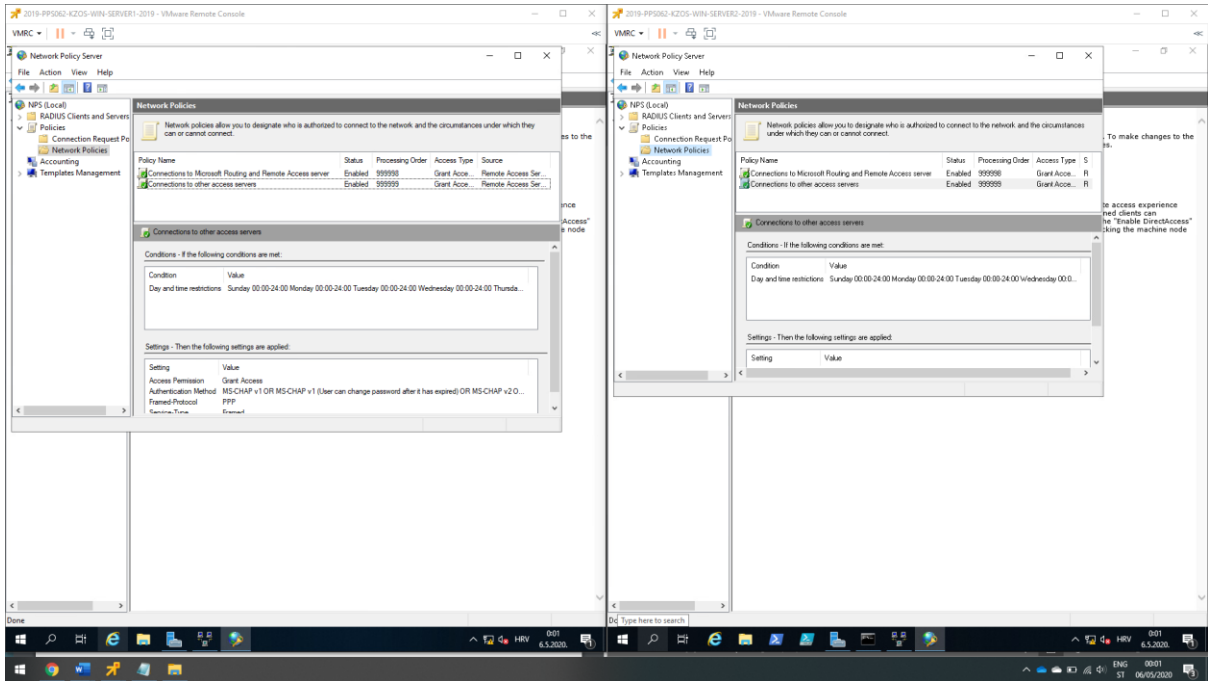 2019-PPS062-KZOS-WIN-SERVER1-2019 - VMware Remote Console
VMRC
Network Policy Server
File Action View Help
NPS (Local)
RADIUS Clients and Servers
Policies
Connection Request Po
Network Policies
Accounting
Templates Management
Network Policies
Network policies allow you to designate who is authorized to connect to the network and the circumstances under which they
can or cannot connect.
Policy Name Status Processing Order Access Type Source
Connections to Microsoft Routing and Remote Access server Enabled 999998 Grant Acce... Remote Access Ser...
Connections to other access servers Enabled 999999 Grant Acce... Remote Access Ser...
Connections to other access servers
Conditions - If the following conditions are met:
Condition Value
Day and time restrictions Sunday 00:00-24:00 Monday 00:00-24:00 Tuesday 00:00-24:00 Wednesday 00:00-24:00 Thursda...
Settings - Then the following settings are applied:
Setting Value
Access Permission Grant Access
Authentication Method MS-CHAP v1 OR MS-CHAP v1 (User can change password after it has expired) OR MS-CHAP v2 O...
Framed-Protocol PPP
Service-Type Framed
es to the
ence
Access"
e node
Done
HRV
0:01
6.5.2020.
2019-PPS062-KZOS-WIN-SERVER2-2019 - VMware Remote Console
VMRC
Network Policy Server
File Action View Help
NPS (Local)
RADIUS Clients and Servers
Policies
Connection Request Po
Network Policies
Accounting
Templates Management
Network Policies
Network policies allow you to designate who is authorized to connect to the network and the circumstances
under which they can or cannot connect.
Policy Name Status Processing Order Access Type S
Connections to Microsoft Routing and Remote Access server Enabled 999998 Grant Acce... R
Connections to other access servers Enabled 999999 Grant Acce... R
Connections to other access servers
Conditions - If the following conditions are met:
Condition Value
Day and time restrictions Sunday 00:00-24:00 Monday 00:00-24:00 Tuesday 00:00-24:00 Wednesday 00:0...
Settings - Then the following settings are applied:
Setting Value
. To make changes to the
es.
te access experience
ned clients can
he "Enable DirectAccess"
cking the machine node
Do
Type here to search
HRV
0:01
6.5.2020.
ENG
ST
00:01
06/05/2020